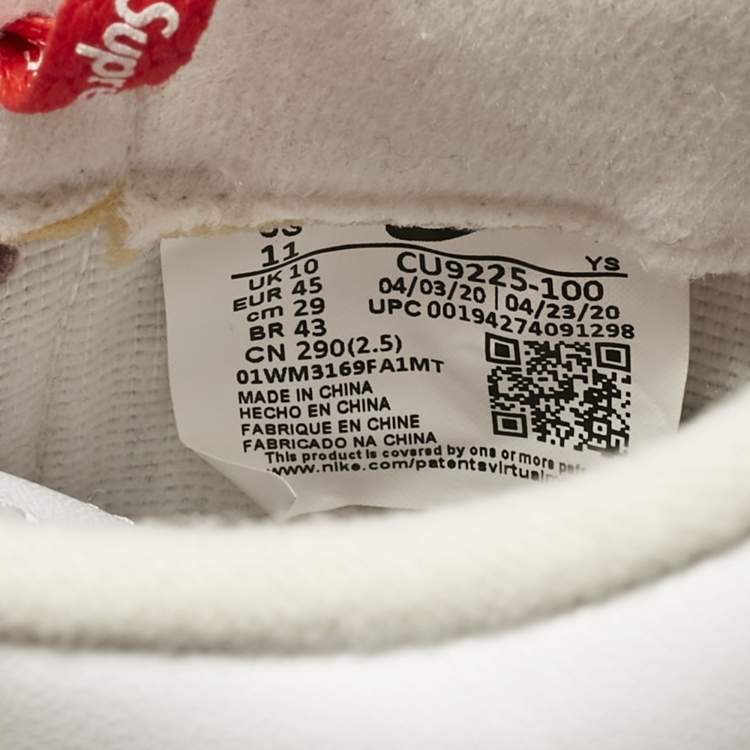 Supre
US
11
UK 10
EUR 45
cm 29
BR 43
CN 290(2.5)
01WM3169FA1MT
YS
CU9225-100
04/03/20 | 04/23/20
UPC 00194274091298
MADE IN CHINA
HECHO EN CHINA
FABRIQUE EN CHINE
FABRICADO NA CHINA
This product is covered by one or more
www.nike.com/patentsvirtual